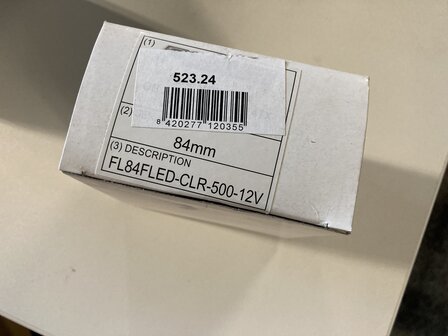 (1)
523.24
8 420277 120355
(2)
84mm
(3) DESCRIPTION
FL84FLED-CLR-500-12V